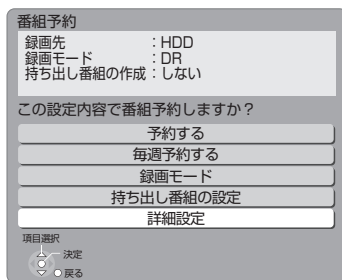 番組予約
録画先　　　　　：HDD
録画モード　　　：DR
持ち出し番組の作成：しない
この設定内容で番組予約しますか？
予約する
毎週予約する
録画モード
持ち出し番組の設定
詳細設定
項目選択
決定
戻る